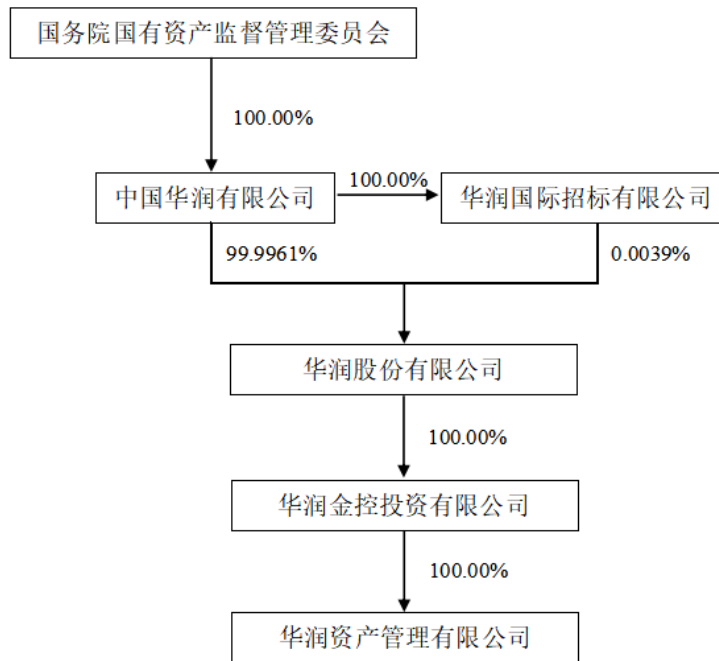 国务院国有资产监督管理委员会
100.00%
中国华润有限公司
100.00%
华润国际招标有限公司
99.9961%
0.0039%
华润股份有限公司
100.00%
华润金控投资有限公司
100.00%
华润资产管理有限公司